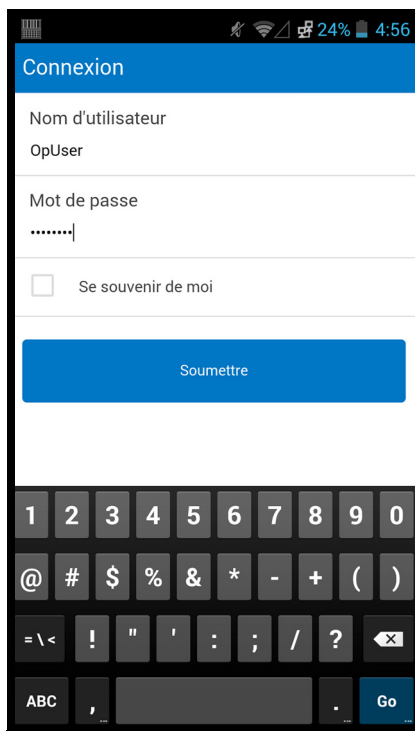 24% 4:56
Connexion
Nom d'utilisateur
OpUser
Mot de passe
••••••••
Se souvenir de moi
Soumettre
1 2 3 4 5 6 7 8 9 0
@ # $ % & * - + ( )
= \ < ! " ' : ; / ?
ABC , . Go